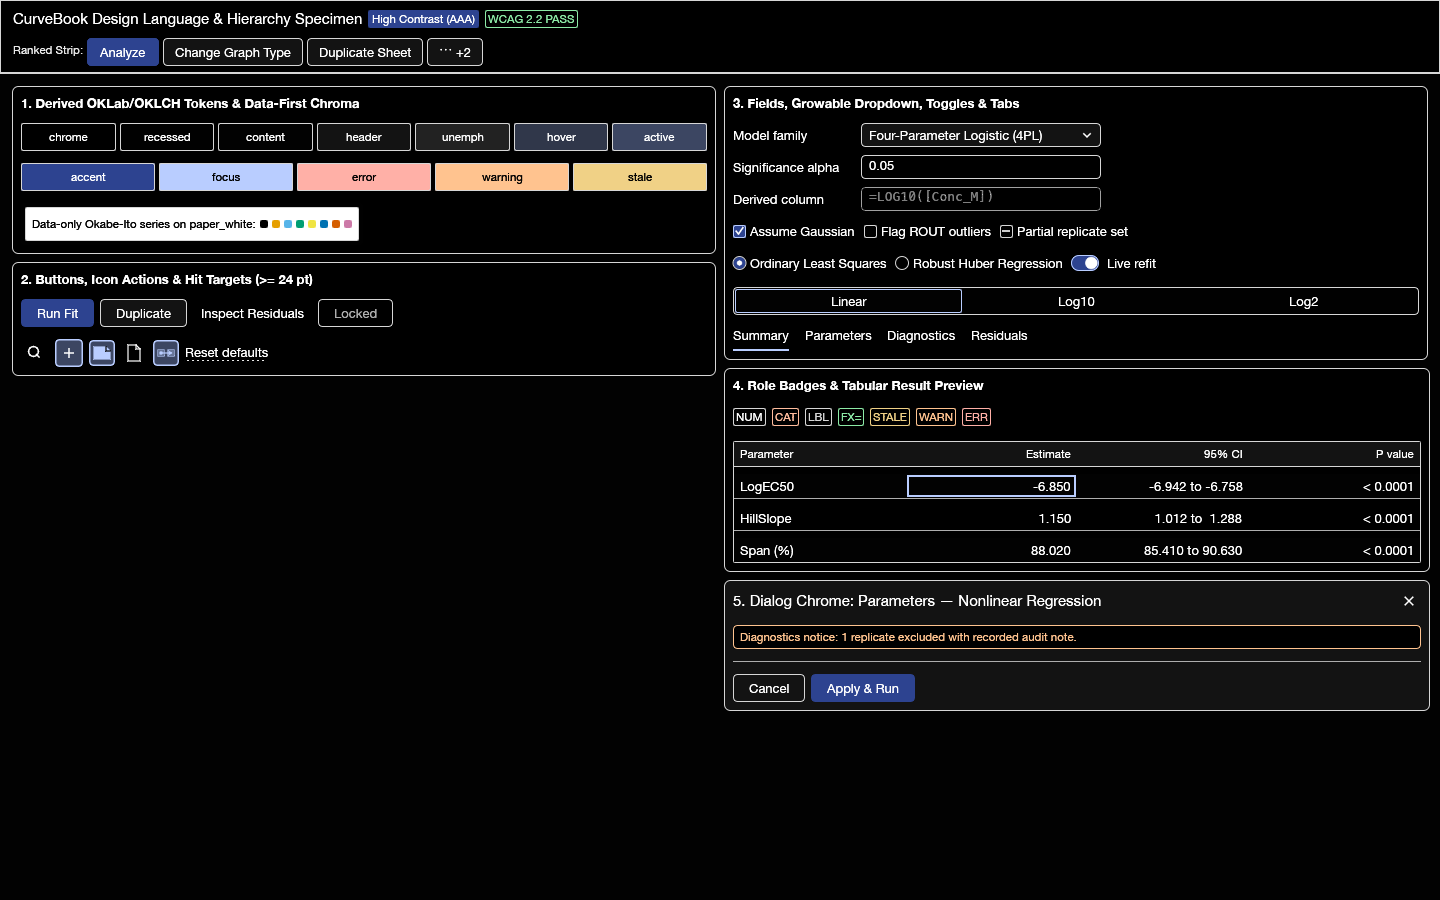 CurveBook Design Language & Hierarchy Specimen High Contrast (AAA) WCAG 2.2 PASS
Ranked Strip: Analyze Change Graph Type Duplicate Sheet ··· +2
1. Derived OKLab/OKLCH Tokens & Data-First Chroma
chrome recessed content header unemph hover active
accent focus error warning stale
Data-only Okabe-Ito series on paper_white:
2. Buttons, Icon Actions & Hit Targets (>= 24 pt)
Run Fit Duplicate Inspect Residuals Locked
Reset defaults
3. Fields, Growable Dropdown, Toggles & Tabs
Model family Four-Parameter Logistic (4PL)
Significance alpha 0.05
Derived column =LOG10([Conc_M])
Assume Gaussian Flag ROUT outliers Partial replicate set
Ordinary Least Squares Robust Huber Regression Live refit
Linear Log10 Log2
Summary Parameters Diagnostics Residuals
4. Role Badges & Tabular Result Preview
NUM CAT LBL FX= STALE WARN ERR
Parameter Estimate 95% CI P value
LogEC50 -6.850 -6.942 to -6.758 < 0.0001
HillSlope 1.150 1.012 to 1.288 < 0.0001
Span (%) 88.020 85.410 to 90.630 < 0.0001
5. Dialog Chrome: Parameters — Nonlinear Regression
Diagnostics notice: 1 replicate excluded with recorded audit note.
Cancel Apply & Run